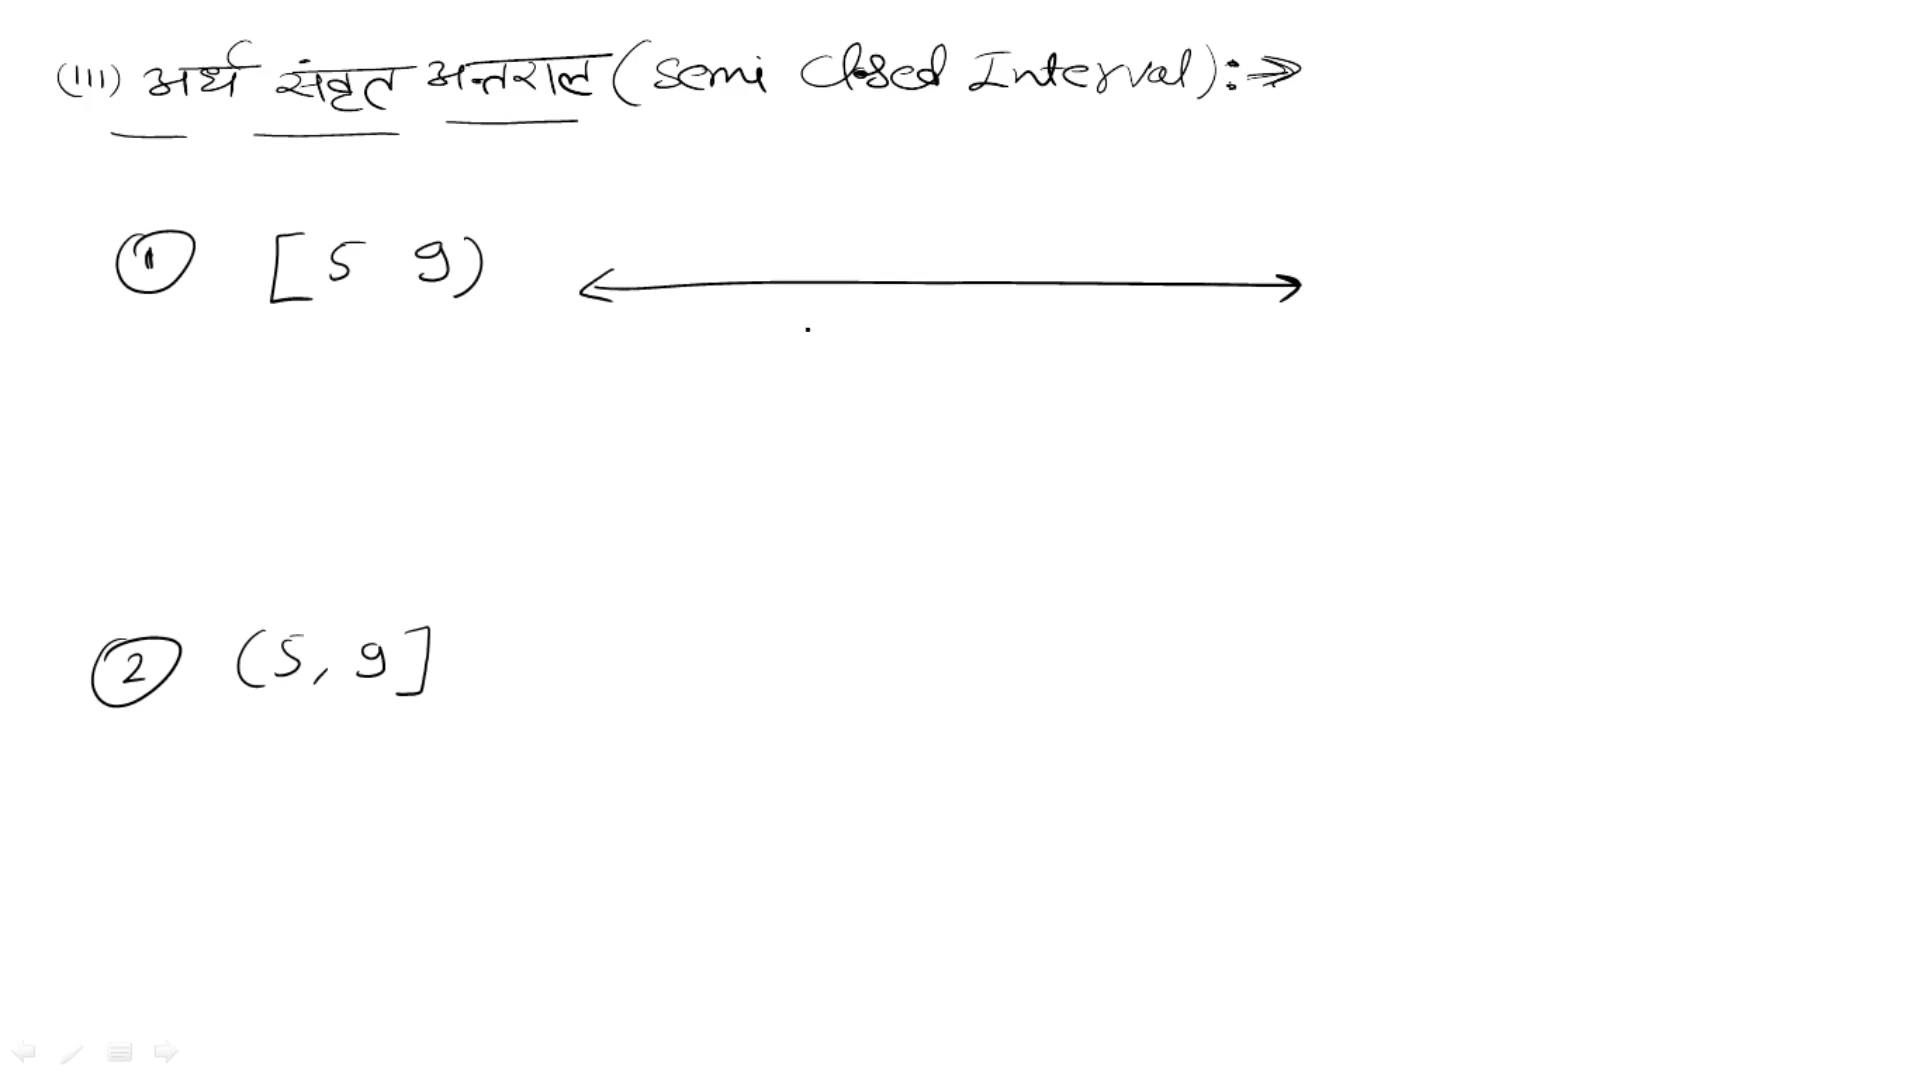 (III) अर्ध संवृत अन्तराल (Semi Closed Interval) :⇒
① [5 9)
② (5, 9]